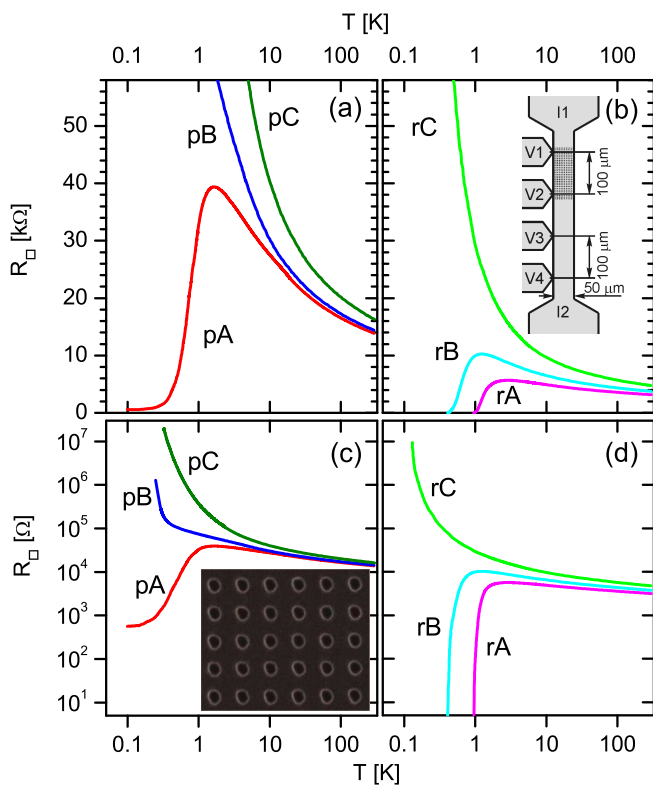 T [K]
0.1 1 10 100
0.1 1 10 100
(a)
(b)
pB
pC
pA
rC
rB
rA
I1
V1
V2
V3
V4
I2
100 µm
100 µm
50 µm
R□ [kΩ]
50
40
30
20
10
0
(c)
(d)
pC
pB
pA
rC
rB
rA
R□ [Ω]
10⁷
10⁶
10⁵
10⁴
10³
10²
10¹
0.1 1 10 100
0.1 1 10 100
T [K]